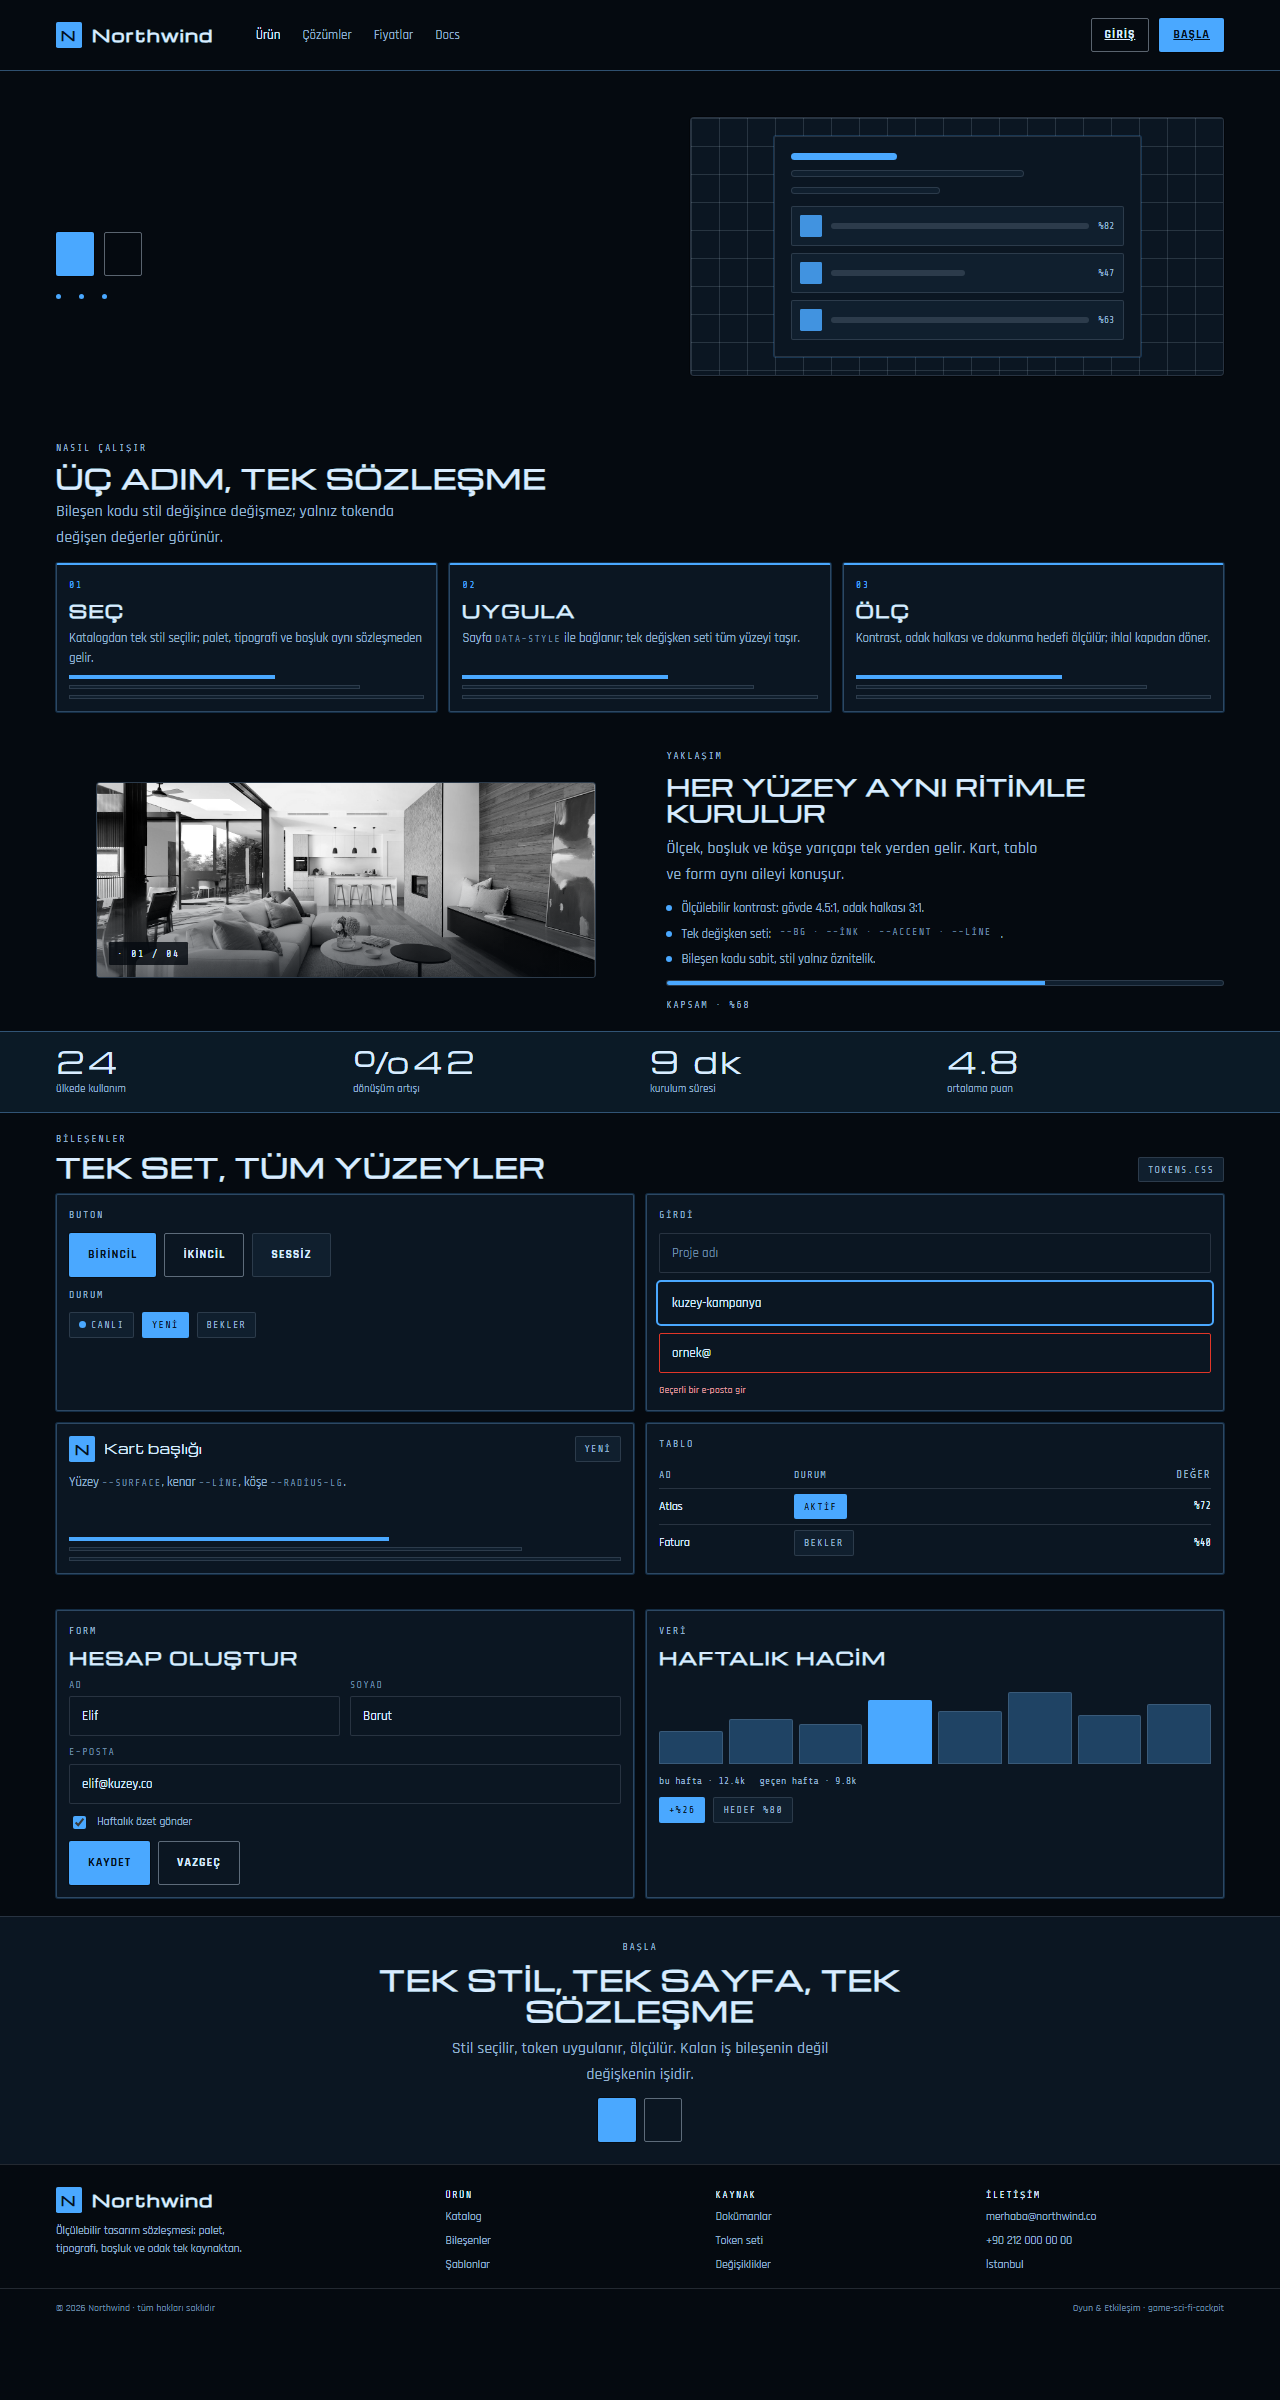 N Northwind Ürün Çözümler Fiyatlar Docs GİRİŞ BAŞLA
%82
%47
%63
NASIL ÇALIŞIR
ÜÇ ADIM, TEK SÖZLEŞME
Bileşen kodu stil değişince değişmez; yalnız tokenda
değişen değerler görünür.
01
SEÇ
Katalogdan tek stil seçilir; palet, tipografi ve boşluk aynı sözleşmeden
gelir.
02
UYGULA
Sayfa DATA-STYLE ile bağlanır; tek değişken seti tüm yüzeyi taşır.
03
ÖLÇ
Kontrast, odak halkası ve dokunma hedefi ölçülür; ihlal kapıdan döner.
· 01 / 04
YAKLAŞIM
HER YÜZEY AYNI RİTİMLE
KURULUR
Ölçek, boşluk ve köşe yarıçapı tek yerden gelir. Kart, tablo
ve form aynı aileyi konuşur.
Ölçülebilir kontrast: gövde 4.5:1, odak halkası 3:1.
Tek değişken seti: --BG · --İNK · --ACCENT · --LİNE .
Bileşen kodu sabit, stil yalnız öznitelik.
KAPSAM · %68
24
ülkede kullanım
%42
dönüşüm artışı
9 dk
kurulum süresi
4.8
ortalama puan
BİLEŞENLER
TEK SET, TÜM YÜZEYLER
TOKENS.CSS
BUTON
BİRİNCİL İKİNCİL SESSİZ
DURUM
CANLI YENİ BEKLER
GİRDİ
Proje adı
kuzey-kampanya
ornek@
Geçerli bir e-posta gir
N Kart başlığı YENİ
Yüzey --SURFACE, kenar --LİNE, köşe --RADİUS-LG.
TABLO
AD DURUM DEĞER
Atlas AKTİF %72
Fatura BEKLER %40
FORM
HESAP OLUŞTUR
AD SOYAD
Elif Barut
E-POSTA
elif@kuzey.co
Haftalık özet gönder
KAYDET VAZGEÇ
VERİ
HAFTALIK HACİM
bu hafta · 12.4k geçen hafta · 9.8k
+%26 HEDEF %80
BAŞLA
TEK STİL, TEK SAYFA, TEK
SÖZLEŞME
Stil seçilir, token uygulanır, ölçülür. Kalan iş bileşenin değil
değişkenin işidir.
N Northwind
Ölçülebilir tasarım sözleşmesi: palet,
tipografi, boşluk ve odak tek kaynaktan.
ÜRÜN
Katalog
Bileşenler
Şablonlar
KAYNAK
Dokümanlar
Token seti
Değişiklikler
İLETİŞİM
merhaba@northwind.co
+90 212 000 00 00
İstanbul
© 2026 Northwind · tüm hakları saklıdır
Oyun & Etkileşim · game-sci-fi-cockpit